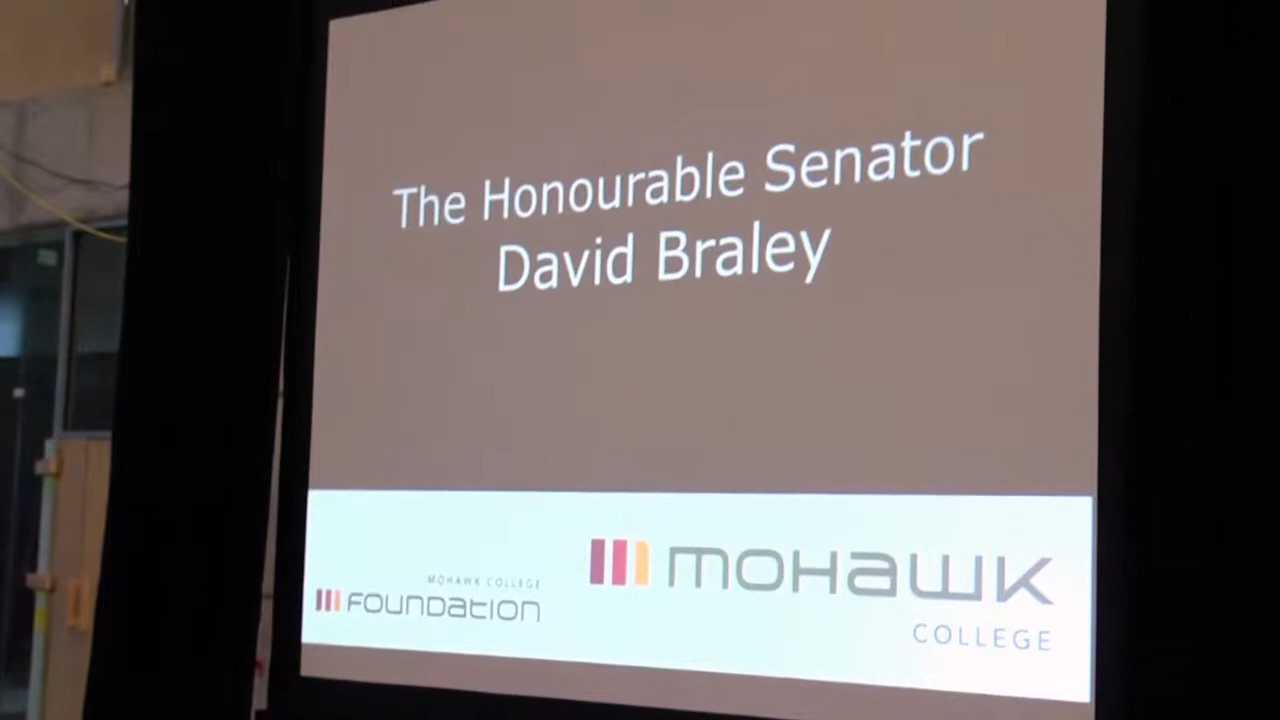 The Honourable Senator
David Braley
MOHAWK COLLEGE
FOUNDATION
MOHAWK
COLLEGE